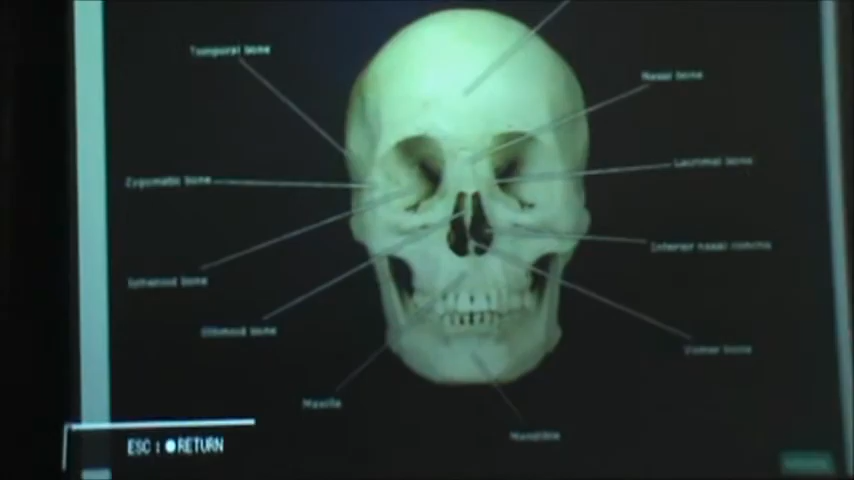 Temporal bone
Nasal bone
Lacrimal bone
Zygomatic bone
Inferior nasal concha
Sphenoid bone
Ethmoid bone
Vomer bone
Maxilla
Mandible
ESC : ●RETURN